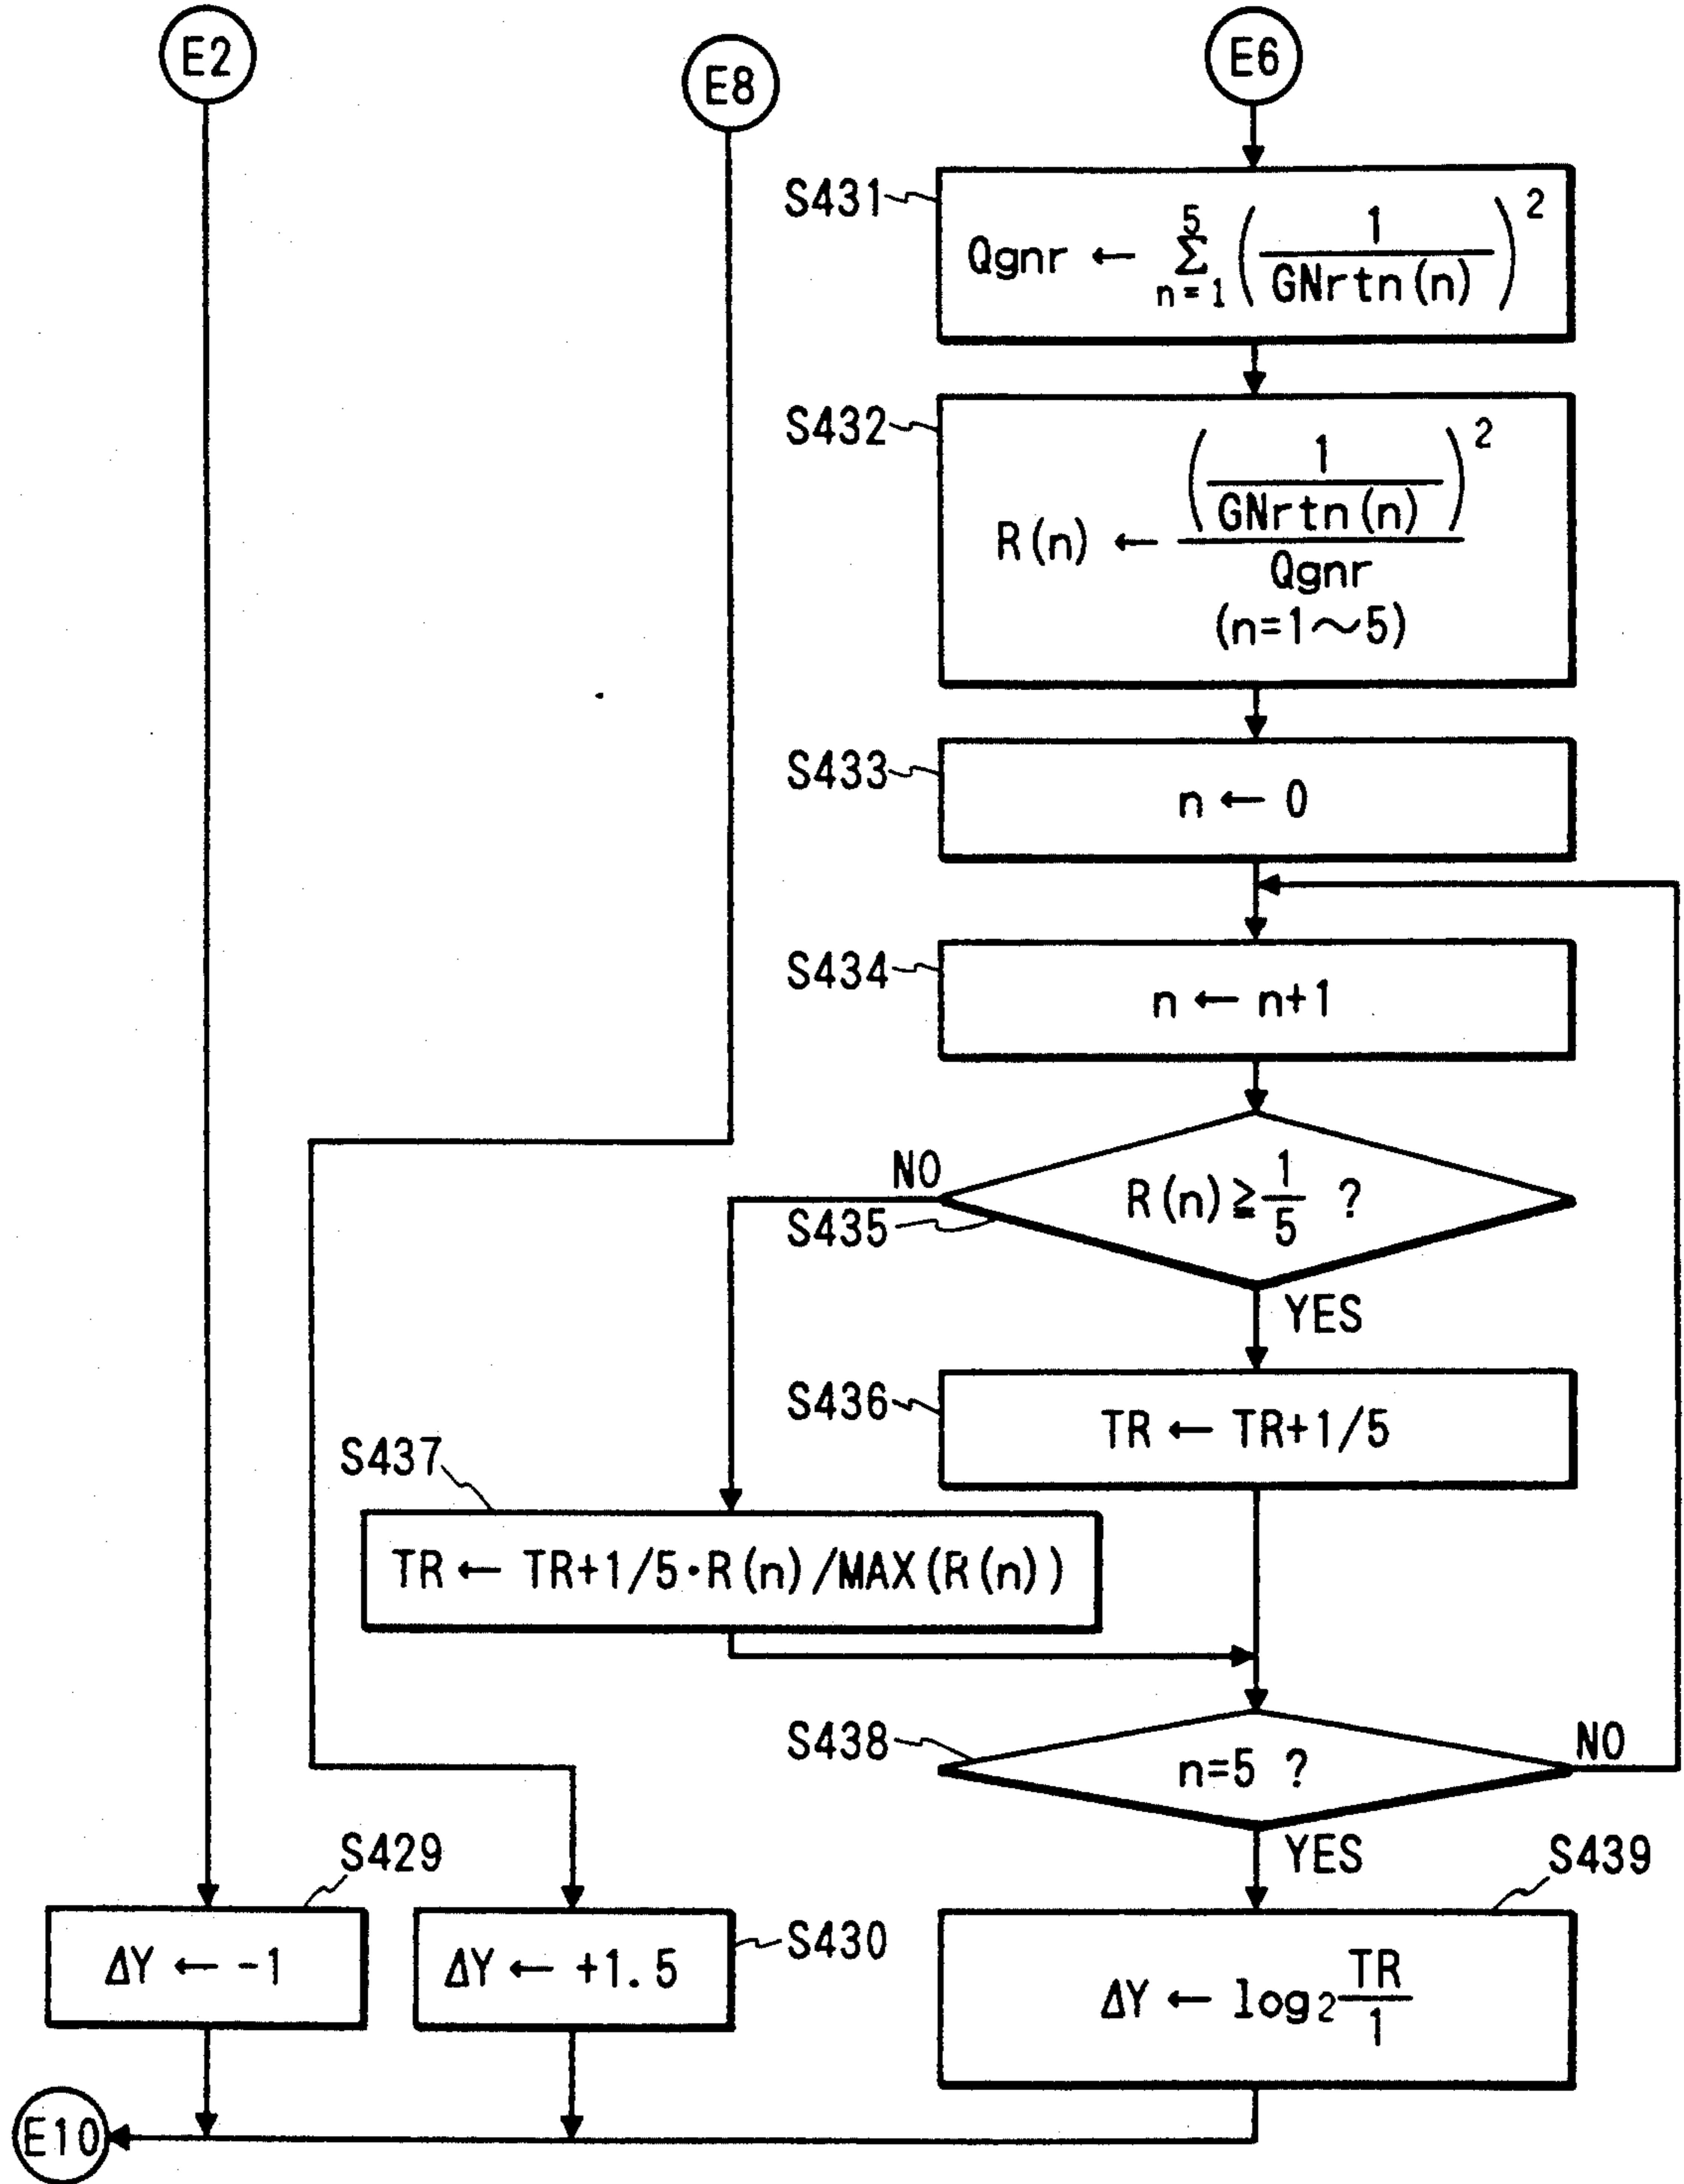 E2
E8
E6
S431
Qgnr ← Σ(n=1 to 5) (1/GNrtn(n))²
S432
R(n) ← (1/GNrtn(n))²/Qgnr
(n=1～5)
S433
n ← 0
S434
n ← n+1
NO
S435
R(n) ≧ 1/5 ?
YES
S436
TR ← TR+1/5
S437
TR ← TR+1/5·R(n)/MAX(R(n))
S438
n=5 ?
NO
YES
S429
ΔY ← -1
S430
ΔY ← +1.5
S439
ΔY ← log2 TR/1
E10